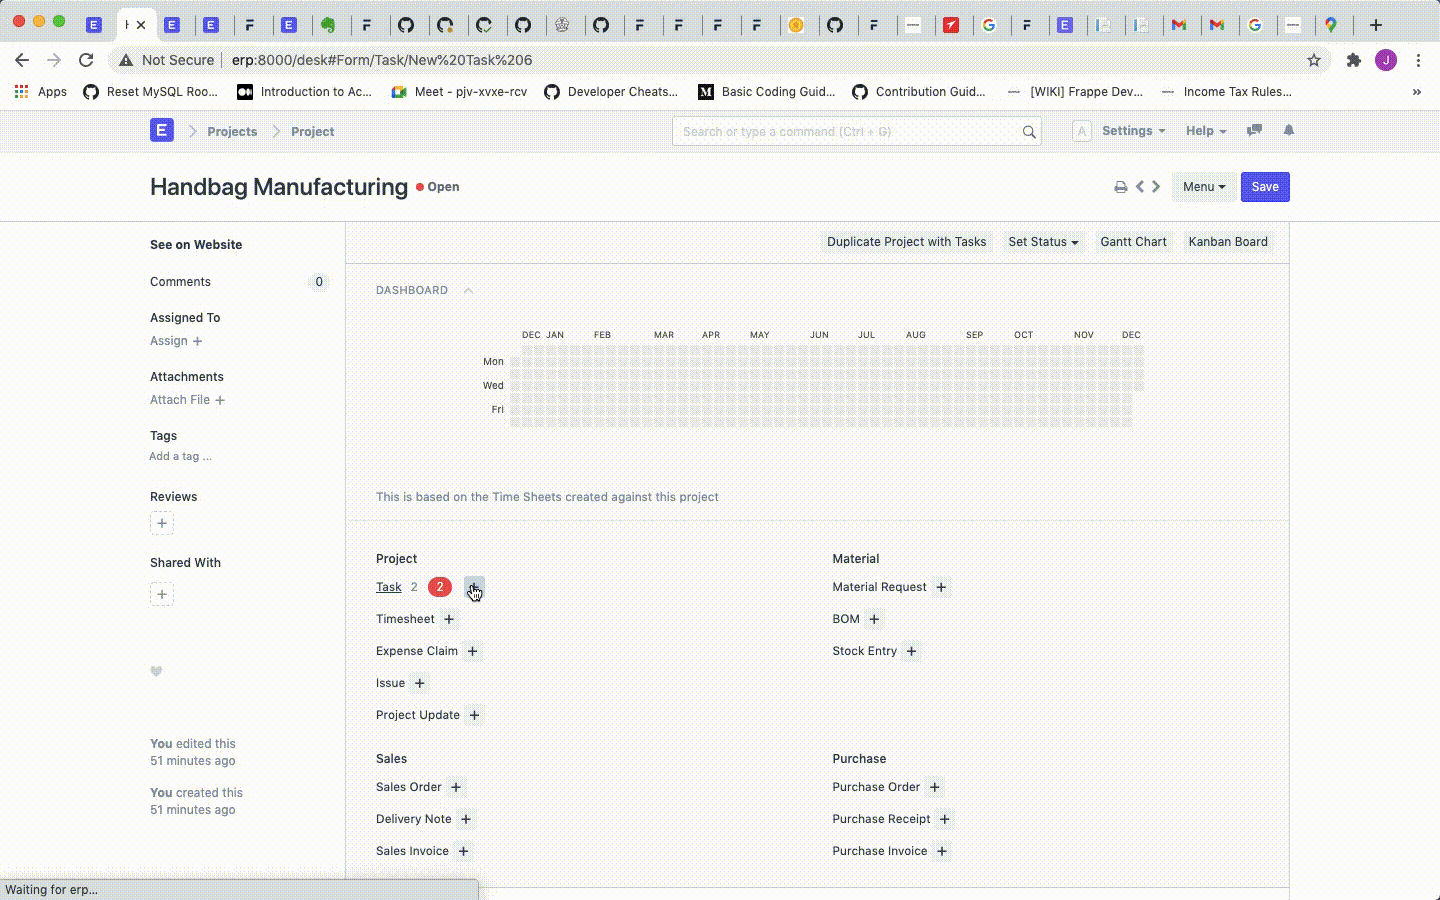 Not Secure erp:8000/desk#Form/Task/New%20Task%206
Apps Reset MySQL Roo... Introduction to Ac... Meet - pjv-xvxe-rcv Developer Cheats... Basic Coding Guid... Contribution Guid... [WIKI] Frappe Dev... Income Tax Rules... »
E Projects Project Search or type a command (Ctrl + G) A Settings Help
Handbag Manufacturing Open Menu Save
See on Website
Duplicate Project with Tasks Set Status Gantt Chart Kanban Board
Comments 0
Assigned To
Assign +
Attachments
Attach File +
Tags
Add a tag ...
Reviews
+
Shared With
+
You edited this
51 minutes ago
You created this
51 minutes ago
DASHBOARD
DEC JAN FEB MAR APR MAY JUN JUL AUG SEP OCT NOV DEC
Mon
Wed
Fri
This is based on the Time Sheets created against this project
Project
Task 2 2 +
Timesheet +
Expense Claim +
Issue +
Project Update +
Material
Material Request +
BOM +
Stock Entry +
Sales
Sales Order +
Delivery Note +
Sales Invoice +
Purchase
Purchase Order +
Purchase Receipt +
Purchase Invoice +
Waiting for erp...